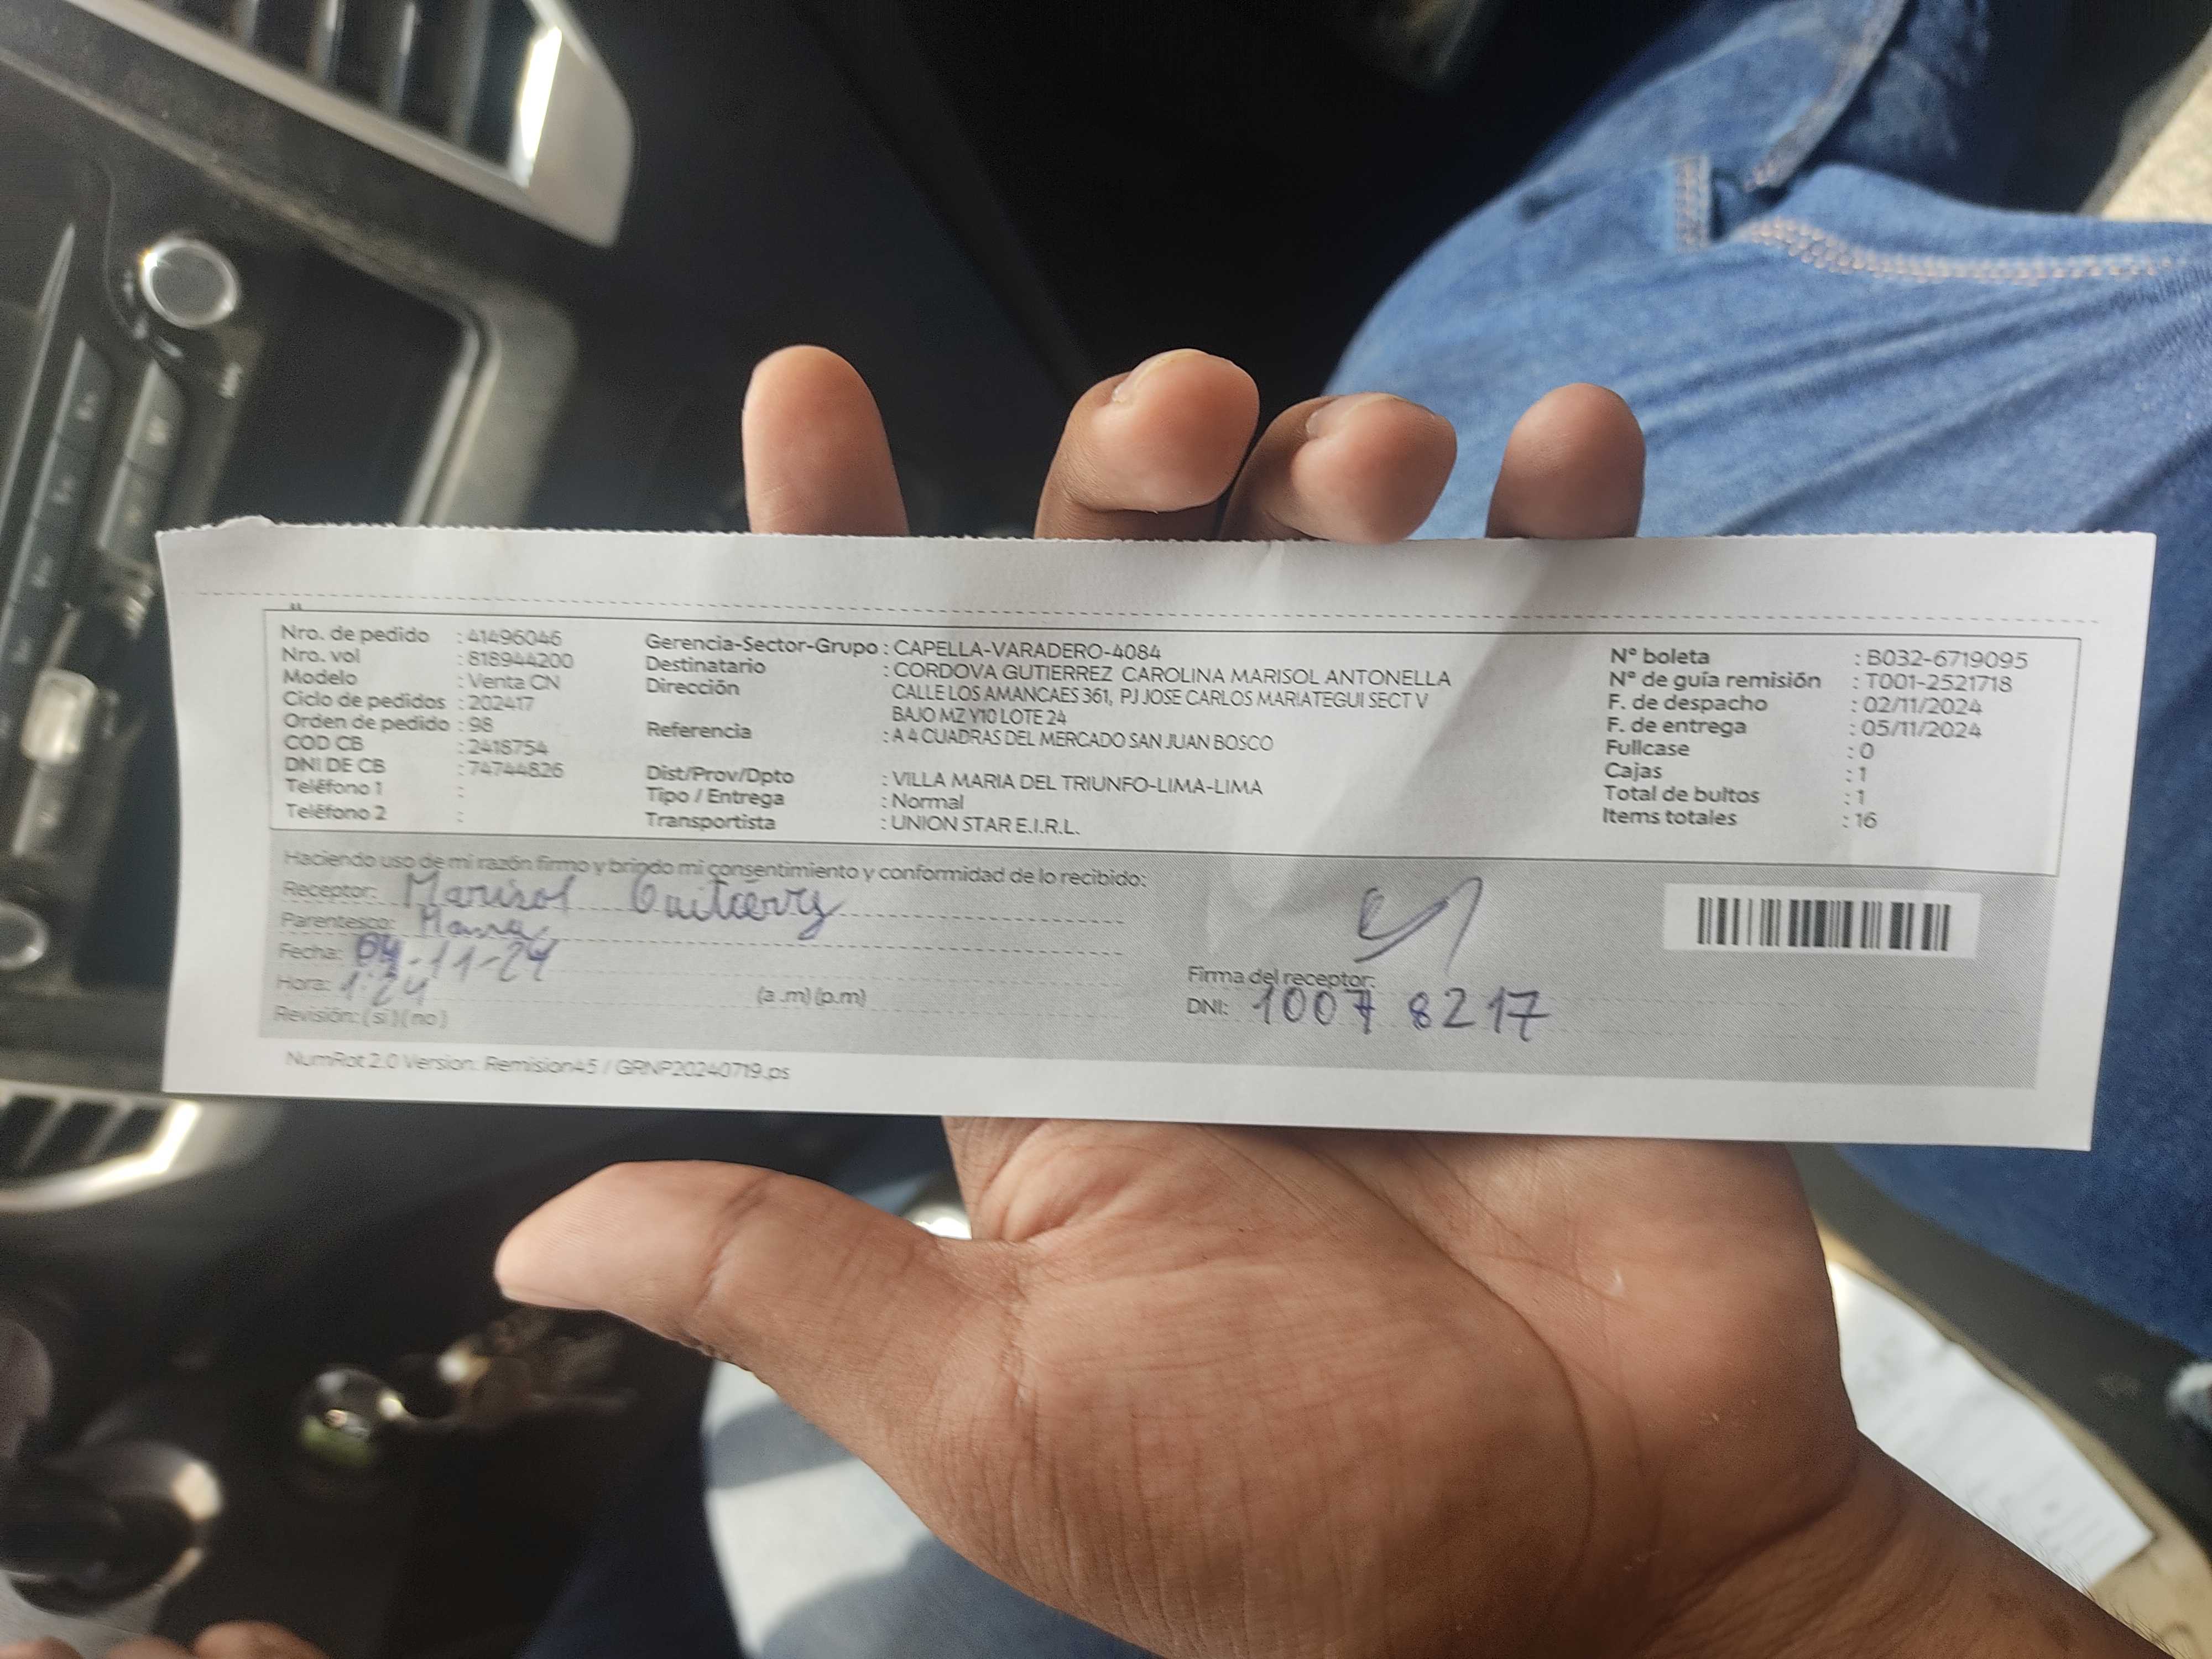 Nro. de pedido : 41496046
Nro. vol : 818944200
Modelo : Venta CN
Ciclo de pedidos : 202417
Orden de pedido : 98
COD CB : 2418754
DNI DE CB : 74744826
Teléfono 1 :
Teléfono 2 :
Gerencia-Sector-Grupo : CAPELLA-VARADERO-4084
Destinatario : CORDOVA GUTIERREZ CAROLINA MARISOL ANTONELLA
Dirección CALLE LOS AMANCAES 361, PJ JOSE CARLOS MARIATEGUI SECT V
BAJO MZ Y10 LOTE 24
Referencia : A 4 CUADRAS DEL MERCADO SAN JUAN BOSCO
Dist/Prov/Dpto : VILLA MARIA DEL TRIUNFO-LIMA-LIMA
Tipo / Entrega : Normal
Transportista : UNION STAR E.I.R.L.
N° boleta : B032-6719095
N° de guía remisión : T001-2521718
F. de despacho : 02/11/2024
F. de entrega : 05/11/2024
Fullcase : 0
Cajas : 1
Total de bultos : 1
Items totales : 16
Haciendo uso de mi razón firmo y brindo mi consentimiento y conformidad de lo recibido:
Receptor: Marisol
Parentesco:
Fecha: 04-11-24
Hora: 1:24 (a .m) (p.m)
Revisión: ( si ) ( no )
Firma del receptor:
DNI: 1007 8217
NumRot 2.0 Version: Remision45 / GRNP20240719.ps